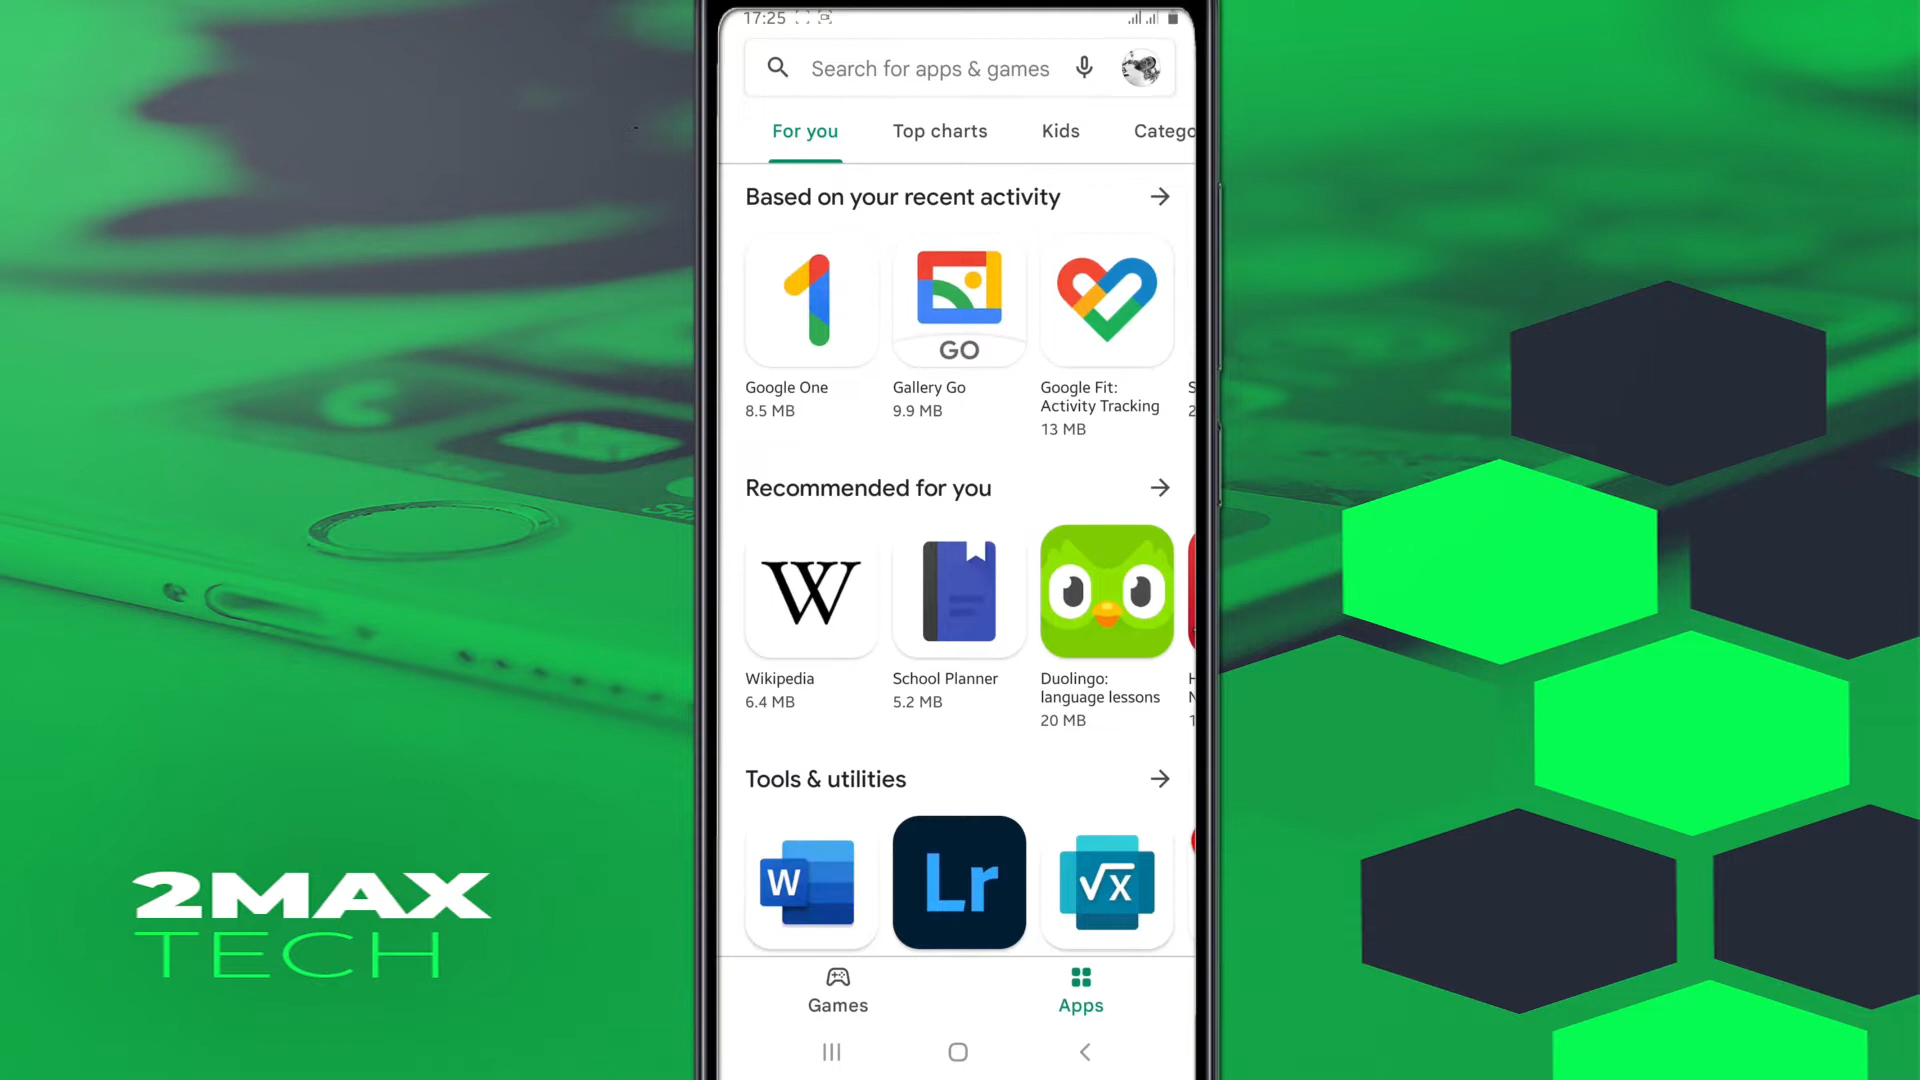 17:25
Search for apps & games
For you
Top charts
Kids
Catego
Based on your recent activity
GO
Google One
8.5 MB
Gallery Go
9.9 MB
Google Fit:
Activity Tracking
13 MB
S
2
Recommended for you
W
Wikipedia
6.4 MB
School Planner
5.2 MB
Duolingo:
language lessons
20 MB
H
N
1
Tools & utilities
W
Lr
√x
Games
Apps
2MAX
TECH